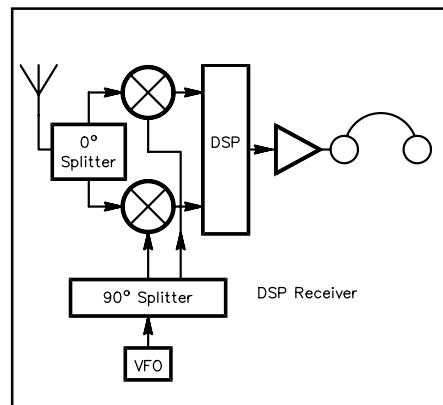 0°
Splitter
DSP
90° Splitter
DSP Receiver
VFO